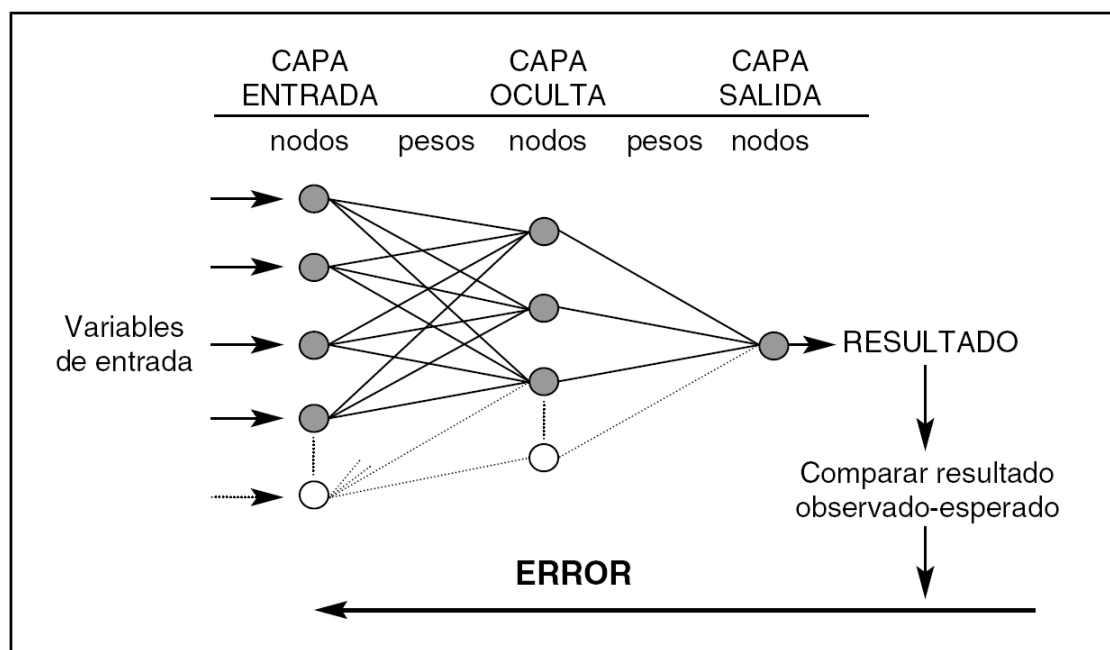 CAPA
ENTRADA
CAPA
OCULTA
CAPA
SALIDA
nodos pesos nodos pesos nodos
Variables
de entrada
RESULTADO
Comparar resultado
observado-esperado
ERROR